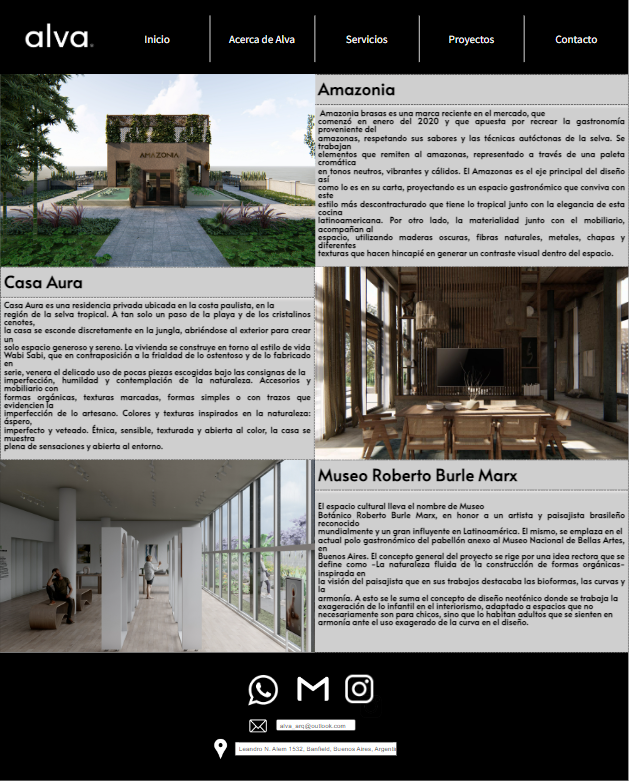 alva.
Inicio
Acerca de Alva
Servicios
Proyectos
Contacto
AMAZONIA
Amazonia
Amazonia brasas es una marca reciente en el mercado, que
comenzó en enero del 2020 y que apuesta por recrear la gastronomía
proveniente del
amazonas, respetando sus sabores y las técnicas autóctonas de la selva. Se
trabajan
elementos que remiten al amazonas, representado a través de una paleta
cromática
en tonos neutros, vibrantes y cálidos. El Amazonas es el eje principal del diseño
así
como lo es en su carta, proyectando es un espacio gastronómico que conviva con
este
estilo más descontracturado que tiene lo tropical junto con la elegancia de esta
cocina
latinoamericana. Por otro lado, la materialidad junto con el mobiliario,
acompañan al
espacio, utilizando maderas oscuras, fibras naturales, metales, chapas y
diferentes
texturas que hacen hincapié en generar un contraste visual dentro del espacio.
Casa Aura
Casa Aura es una residencia privada ubicada en la costa paulista, en la
región de la selva tropical. A tan solo un paso de la playa y de los cristalinos
cenotes,
la casa se esconde discretamente en la jungla, abriéndose al exterior para crear
un
solo espacio generoso y sereno. La vivienda se construye en torno al estilo de vida
Wabi Sabi, que en contraposición a la frialdad de lo ostentoso y de lo fabricado
en
serie, venera el delicado uso de pocas piezas escogidas bajo las consignas de la
imperfección, humildad y contemplación de la naturaleza. Accesorios y
mobiliario con
formas orgánicas, texturas marcadas, formas simples o con trazos que
evidencien la
imperfección de lo artesano. Colores y texturas inspirados en la naturaleza:
áspero,
imperfecto y veteado. Étnica, sensible, texturada y abierta al color, la casa se
muestra
plena de sensaciones y abierta al entorno.
Museo Roberto Burle Marx
El espacio cultural lleva el nombre de Museo
Botánico Roberto Burle Marx, en honor a un artista y paisajista brasileño
reconocido
mundialmente y un gran influyente en Latinoamérica. El mismo, se emplaza en el
actual polo gastronómico del pabellón anexo al Museo Nacional de Bellas Artes,
en
Buenos Aires. El concepto general del proyecto se rige por una idea rectora que se
define como -La naturaleza fluida de la construcción de formas orgánicas-
inspirada en
la visión del paisajista que en sus trabajos destacaba las bioformas, las curvas y
la
armonía. A esto se le suma el concepto de diseño neoténico donde se trabaja la
exageración de lo infantil en el interiorismo, adaptado a espacios que no
necesariamente son para chicos, sino que lo habitan adultos que se sienten en
armonía ante el uso exagerado de la curva en el diseño.
alva_arq@outlook.com
Leandro N. Alem 1532, Banfield, Buenos Aires, Argenti